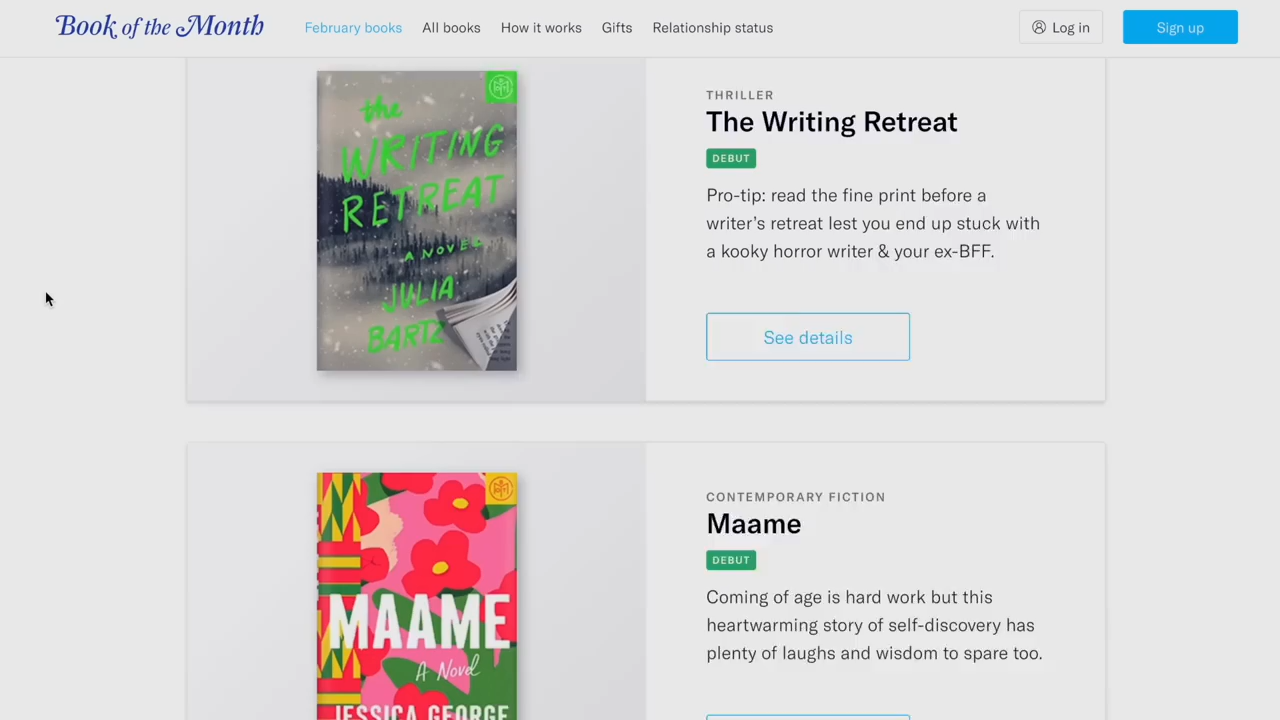 Book of the Month
February books
All books
How it works
Gifts
Relationship status
Log in
Sign up
the
WRITING
RETREAT
A NOVEL
JULIA
BARTZ
THRILLER
The Writing Retreat
DEBUT
Pro-tip: read the fine print before a
writer’s retreat lest you end up stuck with
a kooky horror writer & your ex-BFF.
See details
MAAME
A Novel
JESSICA GEORGE
CONTEMPORARY FICTION
Maame
DEBUT
Coming of age is hard work but this
heartwarming story of self-discovery has
plenty of laughs and wisdom to spare too.